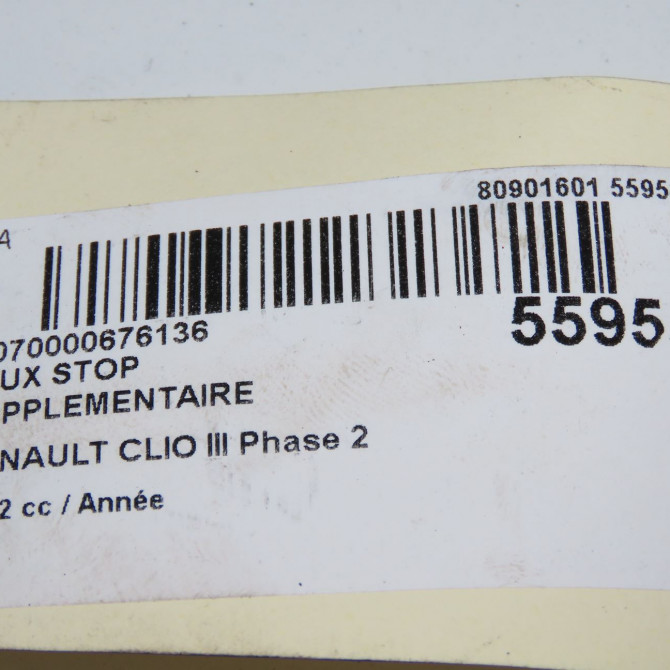 80901601 5595
A
070000676136
5595
UX STOP
PPLEMENTAIRE
NAULT CLIO III Phase 2
2 cc / Année